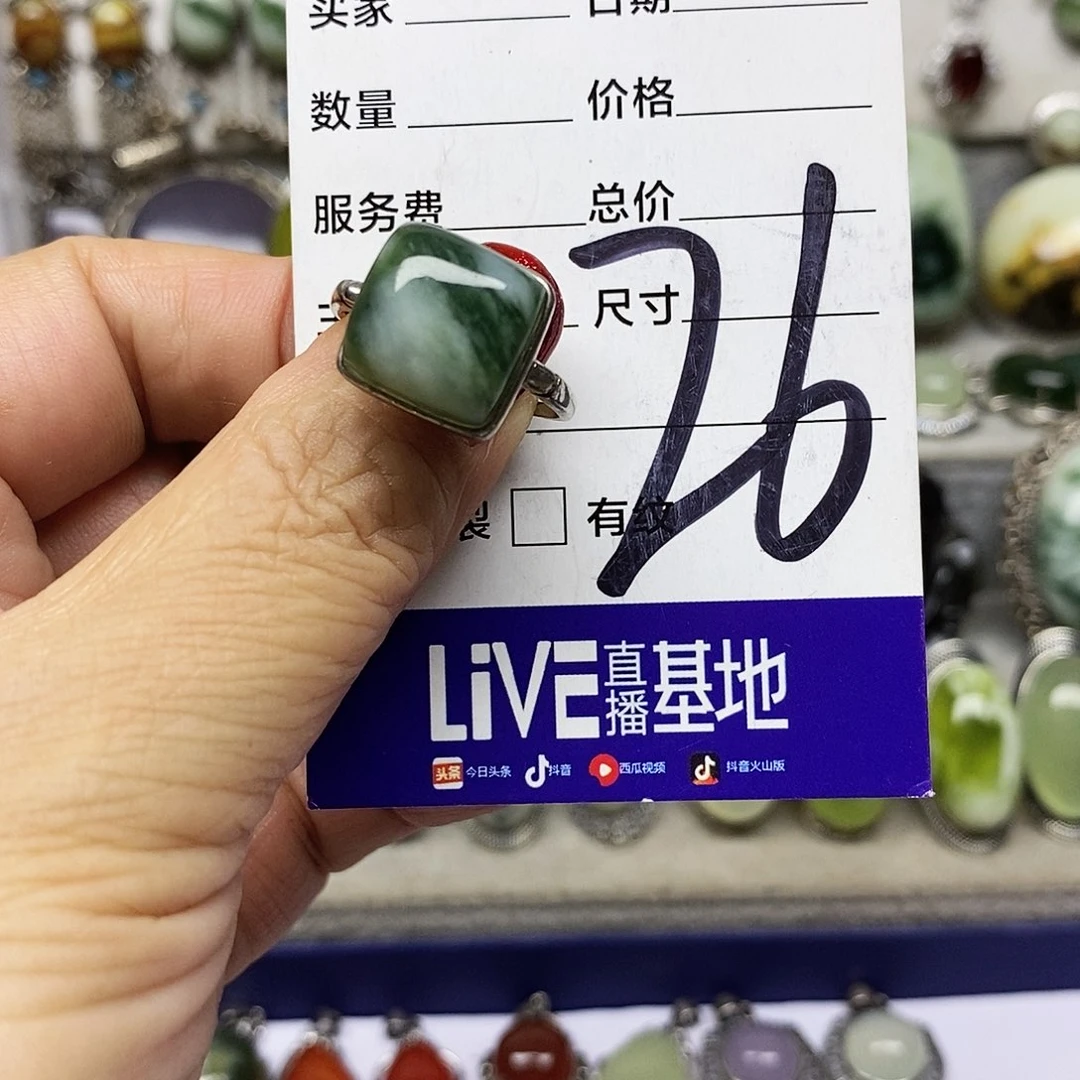 买家 日期
数量 价格
服务费 总价
尺寸
26
有纹
LiVE直播基地
头条 今日头条 抖音 西瓜视频 抖音火山版